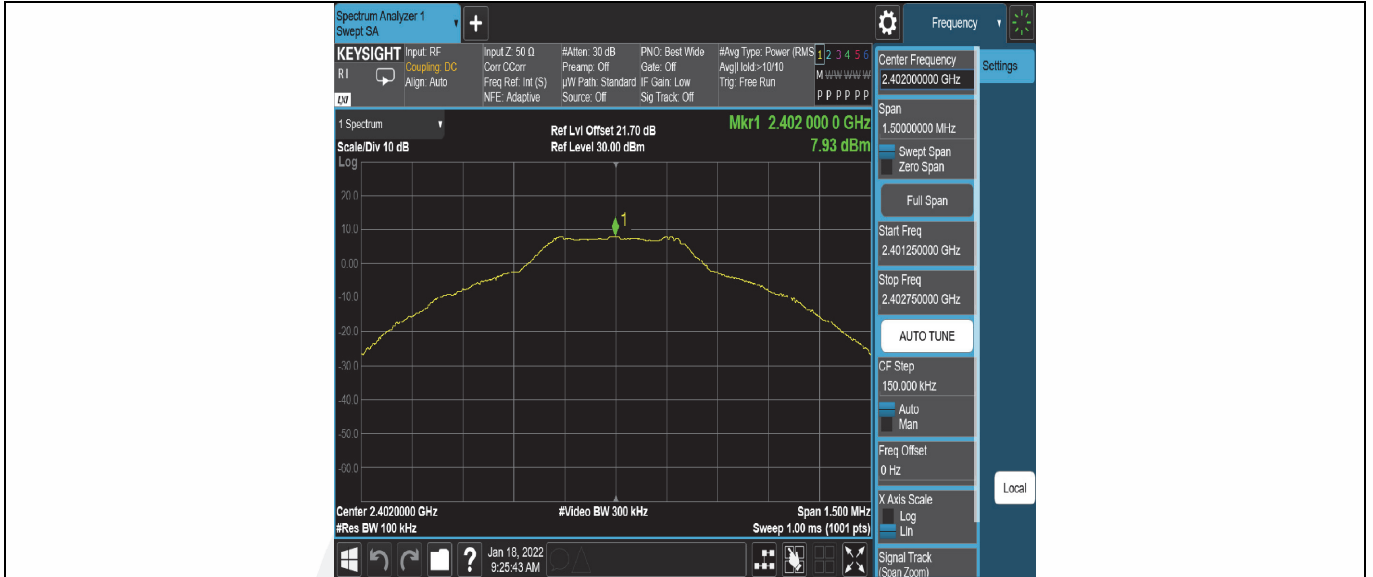 Spectrum Analyzer 1
Swept SA
+
Frequency
KEYSIGHT
RI
LXI
Input: RF
Coupling: DC
Align: Auto
Input Z: 50 Ω
Corr CCorr
Freq Ref: Int (S)
NFE: Adaptive
#Atten: 30 dB
Preamp: Off
µW Path: Standard
Source: Off
PNO: Best Wide
Gate: Off
IF Gain: Low
Sig Track: Off
#Avg Type: Power (RMS
Avg|Hold:>10/10
Trig: Free Run
1 2 3 4 5 6
M W W W W W
P P P P P P
1 Spectrum
Scale/Div 10 dB
Ref Lvl Offset 21.70 dB
Ref Level 30.00 dBm
Mkr1 2.402 000 0 GHz
7.93 dBm
Log
20.0
10.0
0.00
-10.0
-20.0
-30.0
-40.0
-50.0
-60.0
1
Center 2.4020000 GHz
#Res BW 100 kHz
#Video BW 300 kHz
Span 1.500 MHz
Sweep 1.00 ms (1001 pts)
?
Jan 18, 2022
9:25:43 AM
Center Frequency
2.402000000 GHz
Span
1.50000000 MHz
Swept Span
Zero Span
Full Span
Start Freq
2.401250000 GHz
Stop Freq
2.402750000 GHz
AUTO TUNE
CF Step
150.000 kHz
Auto
Man
Freq Offset
0 Hz
X Axis Scale
Log
Lin
Signal Track
(Span Zoom)
Settings
Local